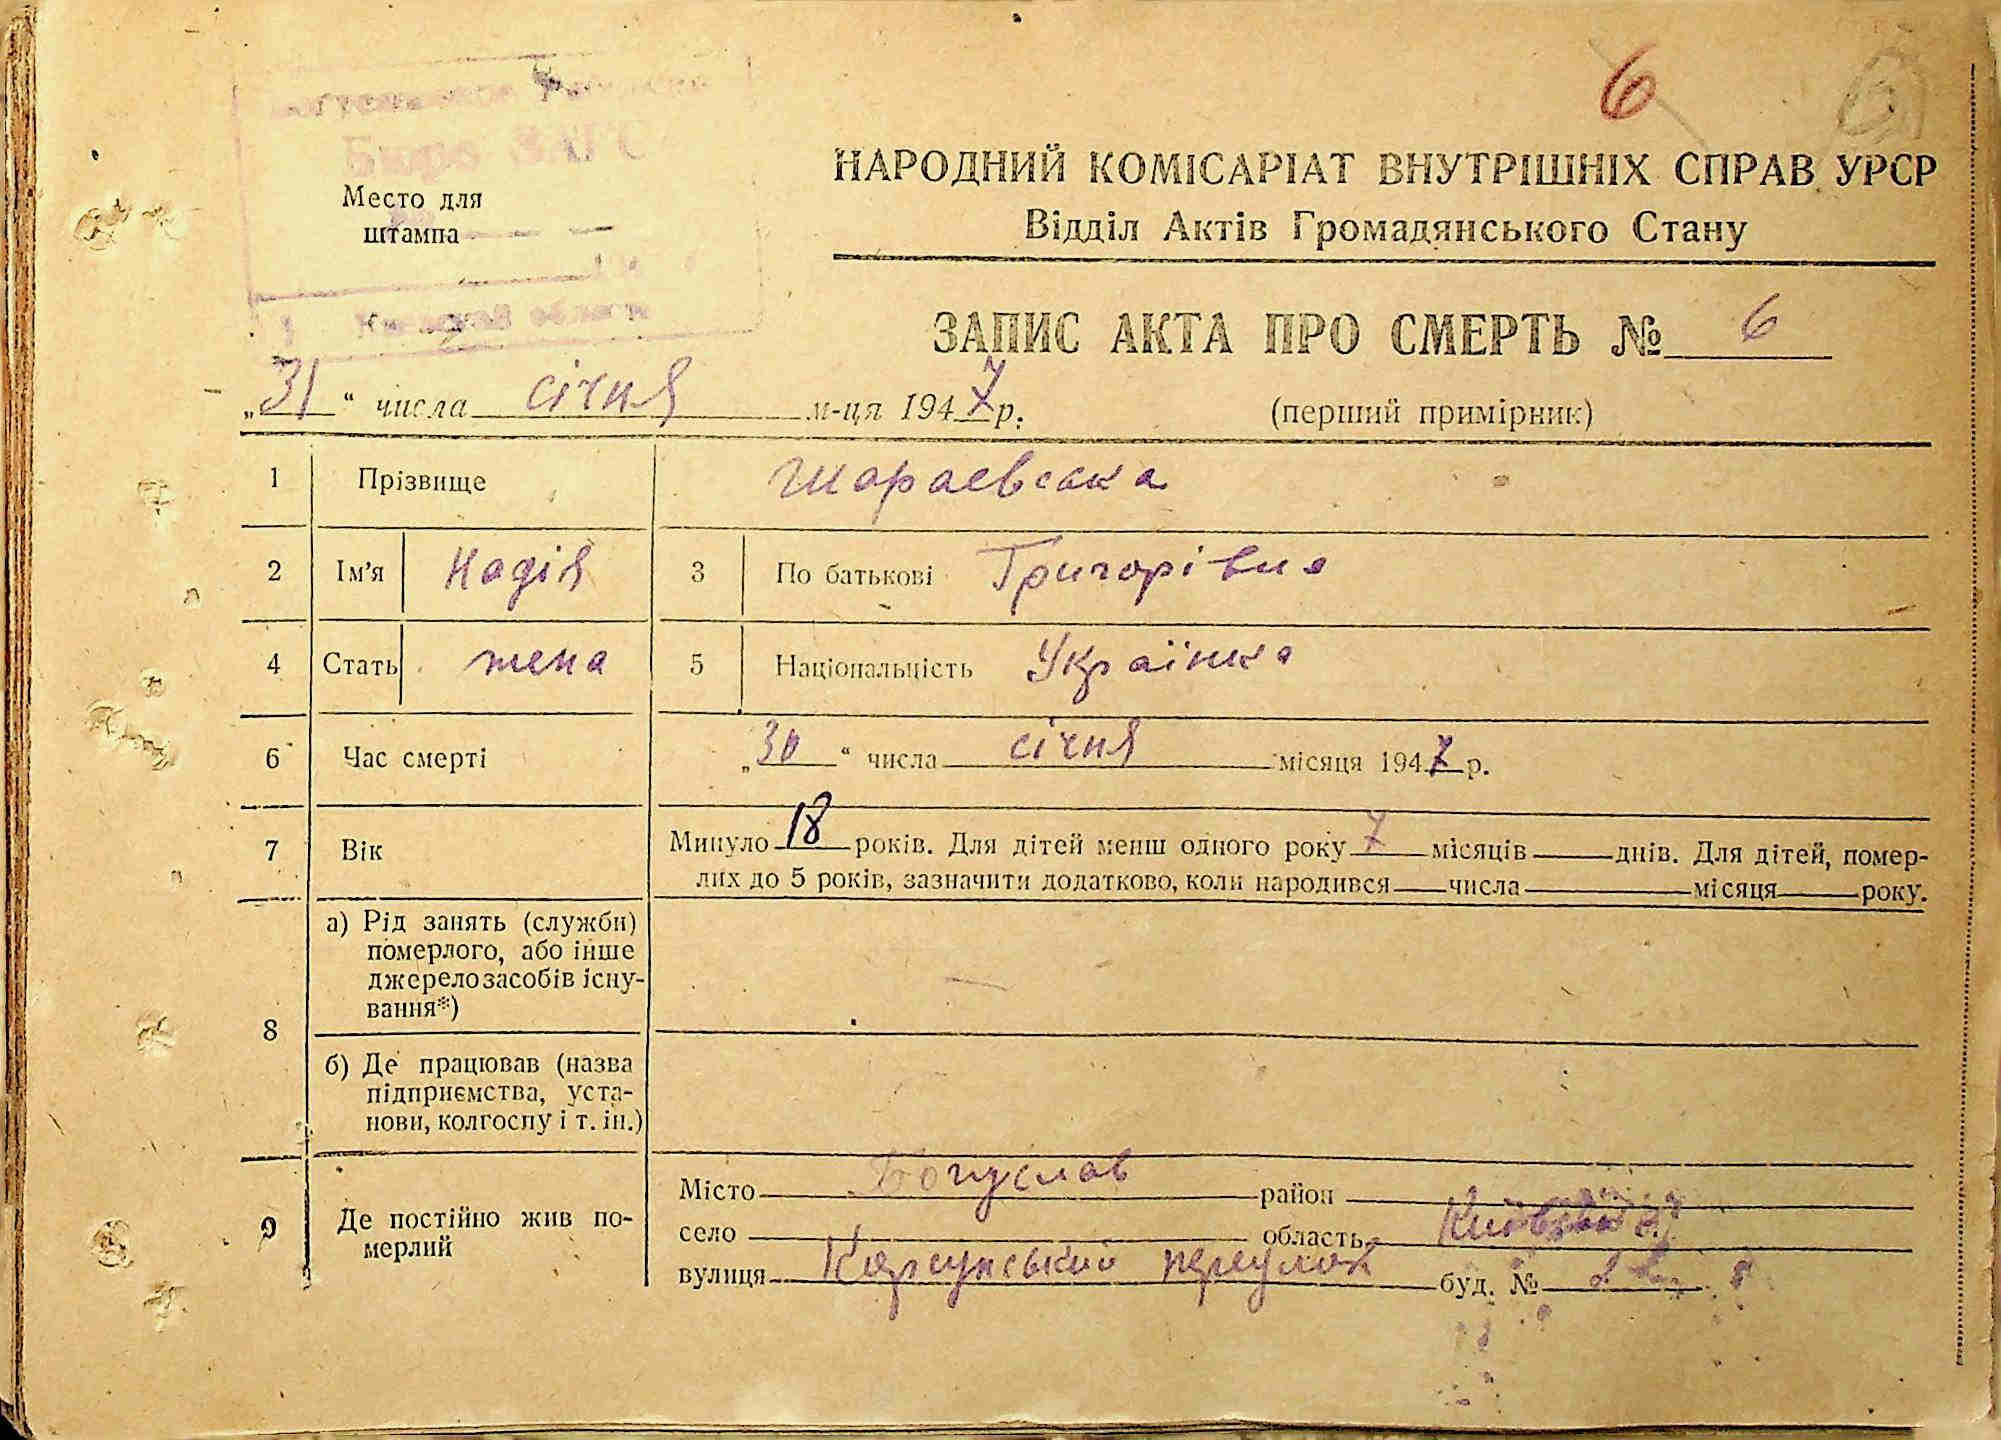 6
Бюро ЗАГС
Место для
штампа
НАРОДНИЙ КОМІСАРІАТ ВНУТРІШНІХ СПРАВ УРСР
Відділ Актів Громадянського Стану
ЗАПИС АКТА ПРО СМЕРТЬ № 6
„31“ числа січня м-ця 1947 р. (перший примірник)
1 Прізвище Шараевська
2 Ім'я Надія 3 По батькові Григорівна
4 Стать жена 5 Національність Українка
6 Час смерті „30“ числа січня місяця 1947 р.
7 Вік Минуло 18 років. Для дітей менш одного року 7 місяців днів. Для дітей, помер-
лих до 5 років, зазначити додатково, коли народився числа місяця року.
8 а) Рід занять (служби)
померлого, або інше
джерело засобів існу-
вання*)
б) Де працював (назва
підприємства, уста-
нови, колгоспу і т. ін.)
9 Де постійно жив по-
мерлий
Місто Богуслав район
село область Київська
вулиця Корсунський переулок буд. №